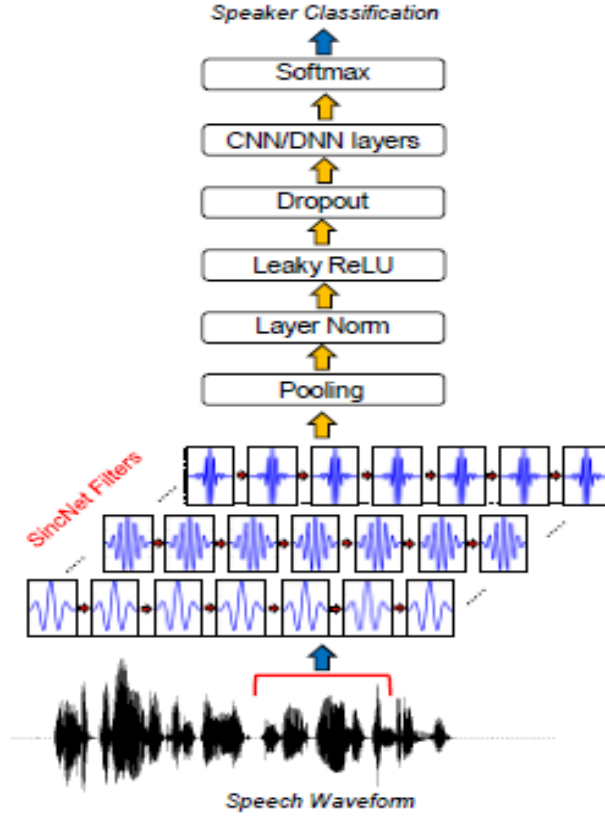 Speaker Classification
Softmax
CNN/DNN layers
Dropout
Leaky ReLU
Layer Norm
Pooling
SincNet Filters
Speech Waveform